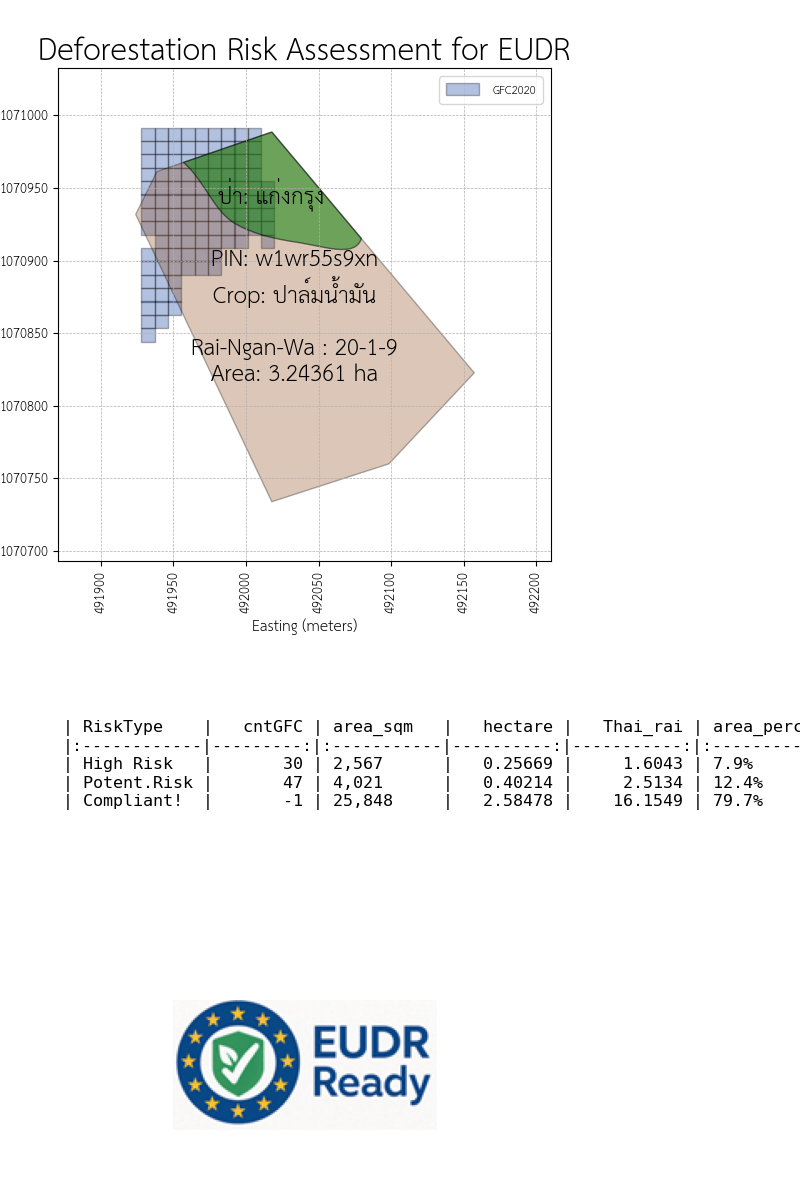 Deforestation Risk Assessment for EUDR
GFC2020
1071000
1070950
1070900
1070850
1070800
1070750
1070700
ป่า: แก่งกรุง
PIN: w1wr55s9xn
Crop: ปาล์มน้ำมัน
Rai-Ngan-Wa : 20-1-9
Area: 3.24361 ha
491900 491950 492000 492050 492100 492150 492200
Easting (meters)
| RiskType    |   cntGFC | area_sqm   |   hectare |   Thai_rai | area_perc
|:------------|---------:|:-----------|----------:|-----------:|:---------
| High Risk   |       30 | 2,567      |   0.25669 |     1.6043 | 7.9%
| Potent.Risk |       47 | 4,021      |   0.40214 |     2.5134 | 12.4%
| Compliant!  |       -1 | 25,848     |   2.58478 |    16.1549 | 79.7%
EUDR
Ready